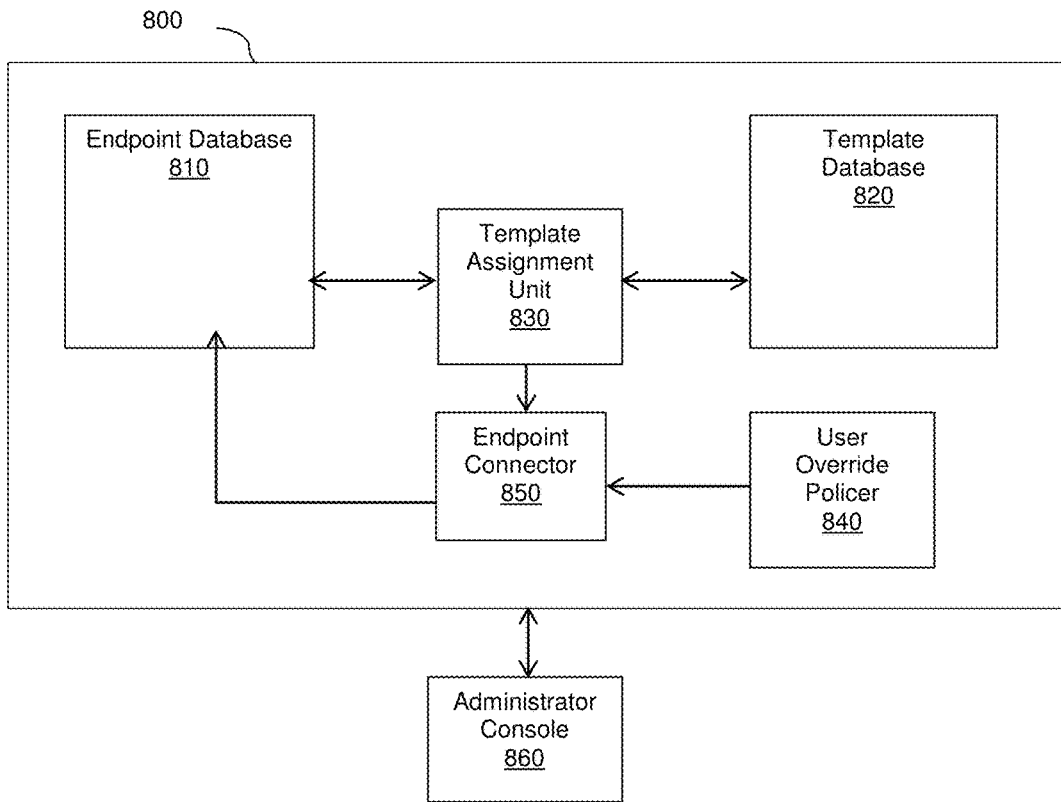 800
Endpoint Database
810
Template
Database
820
Template
Assignment
Unit
830
Endpoint
Connector
850
User
Override
Policer
840
Administrator
Console
860